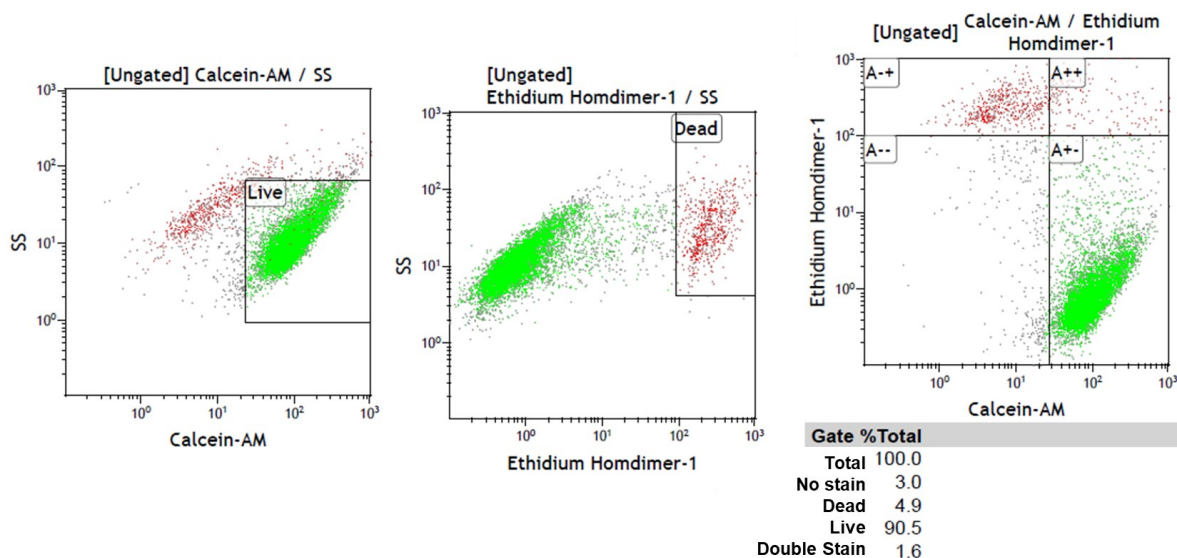 [Ungated] Calcein-AM / SS
10³
10²
10¹
10⁰
SS
Live
10⁰ 10¹ 10² 10³
Calcein-AM
[Ungated]
Ethidium Homdimer-1 / SS
10³
10²
10¹
10⁰
SS
Dead
10⁰ 10¹ 10² 10³
Ethidium Homdimer-1
[Ungated] Calcein-AM / Ethidium
Homdimer-1
10³
10²
10¹
10⁰
Ethidium Homdimer-1
A-+ A++
A-- A+-
10⁰ 10¹ 10² 10³
Calcein-AM
Gate %Total
Total 100.0
No stain 3.0
Dead 4.9
Live 90.5
Double Stain 1.6